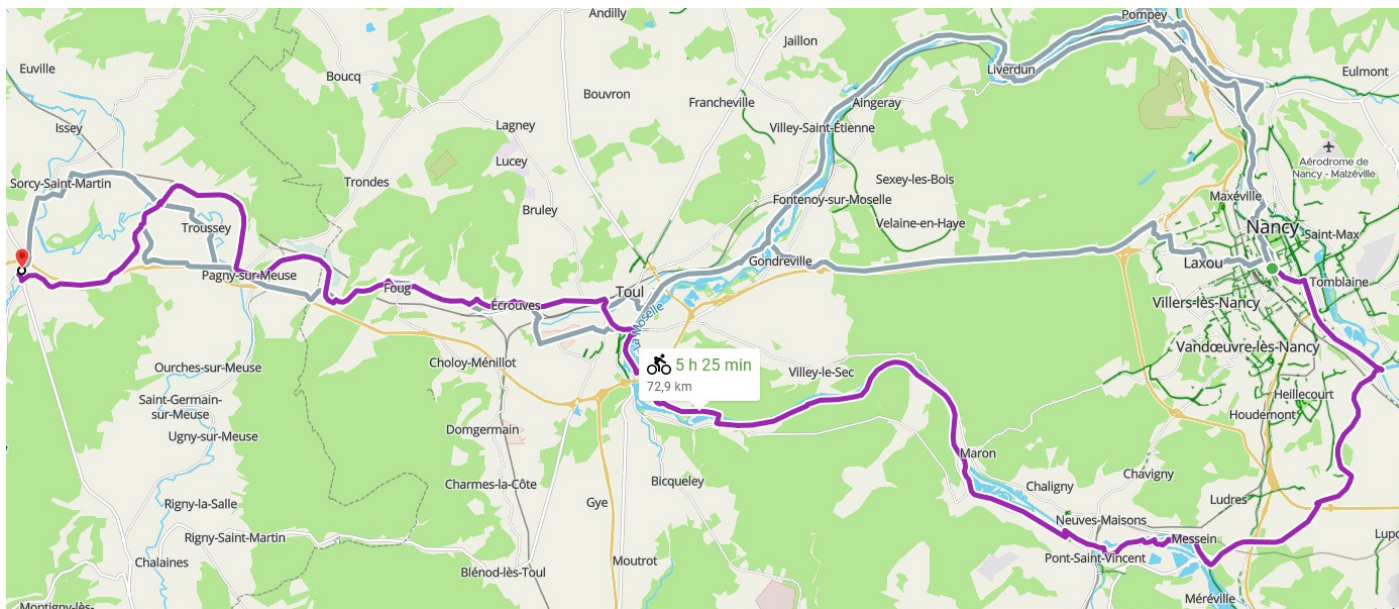 Andilly
Pompey
Jaillon
Euville
Liverdun
Eulmont
Boucq
Bouvron
Francheville
Aingeray
Issey
Lagney
Villey-Saint-Étienne
Lucey
Aérodrome de
Nancy - Malzéville
Sorcy-Saint-Martin
Trondes
Sexey-les-Bois
Maxéville
Bruley
Fontenoy-sur-Moselle
Troussey
Velaine-en-Haye
Nancy
Saint-Max
Gondreville
Laxou
Pagny-sur-Meuse
Foug
Toul
Tomblaine
Écrouves
Villers-lès-Nancy
La Moselle
Vandœuvre-lès-Nancy
Choloy-Ménillot
5 h 25 min
72,9 km
Villey-le-Sec
Ourches-sur-Meuse
Heillecourt
Saint-Germain-
sur-Meuse
Houdemont
Domgermain
Ugny-sur-Meuse
Maron
Chavigny
Charmes-la-Côte
Bicqueley
Chaligny
Rigny-la-Salle
Gye
Ludres
Neuves-Maisons
Rigny-Saint-Martin
Messein
Lupc
Chalaines
Moutrot
Pont-Saint-Vincent
Blénod-lès-Toul
Méréville
Montigny-lès-